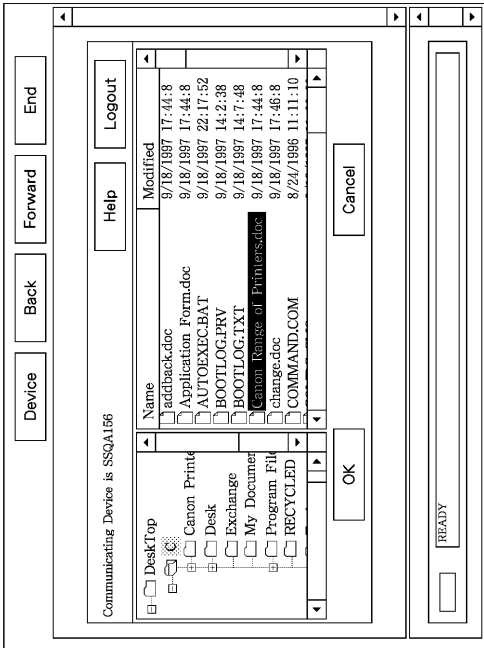 Device Back Forward End
Communicating Device is SSQA156 Help Logout
DeskTop
C
Canon Printe
Desk
Exchange
My Documer
Program File
RECYCLED
Name Modified
addback.doc 9/18/1997 17:44:8
Application Form.doc 9/18/1997 17:44:8
AUTOEXEC.BAT 9/18/1997 22:17:52
BOOTLOG.PRV 9/18/1997 14:2:38
BOOTLOG.TXT 9/18/1997 14:7:48
Canon Range of Printers.doc 9/18/1997 17:44:8
change.doc 9/18/1997 17:46:8
COMMAND.COM 8/24/1996 11:11:10
OK Cancel
READY